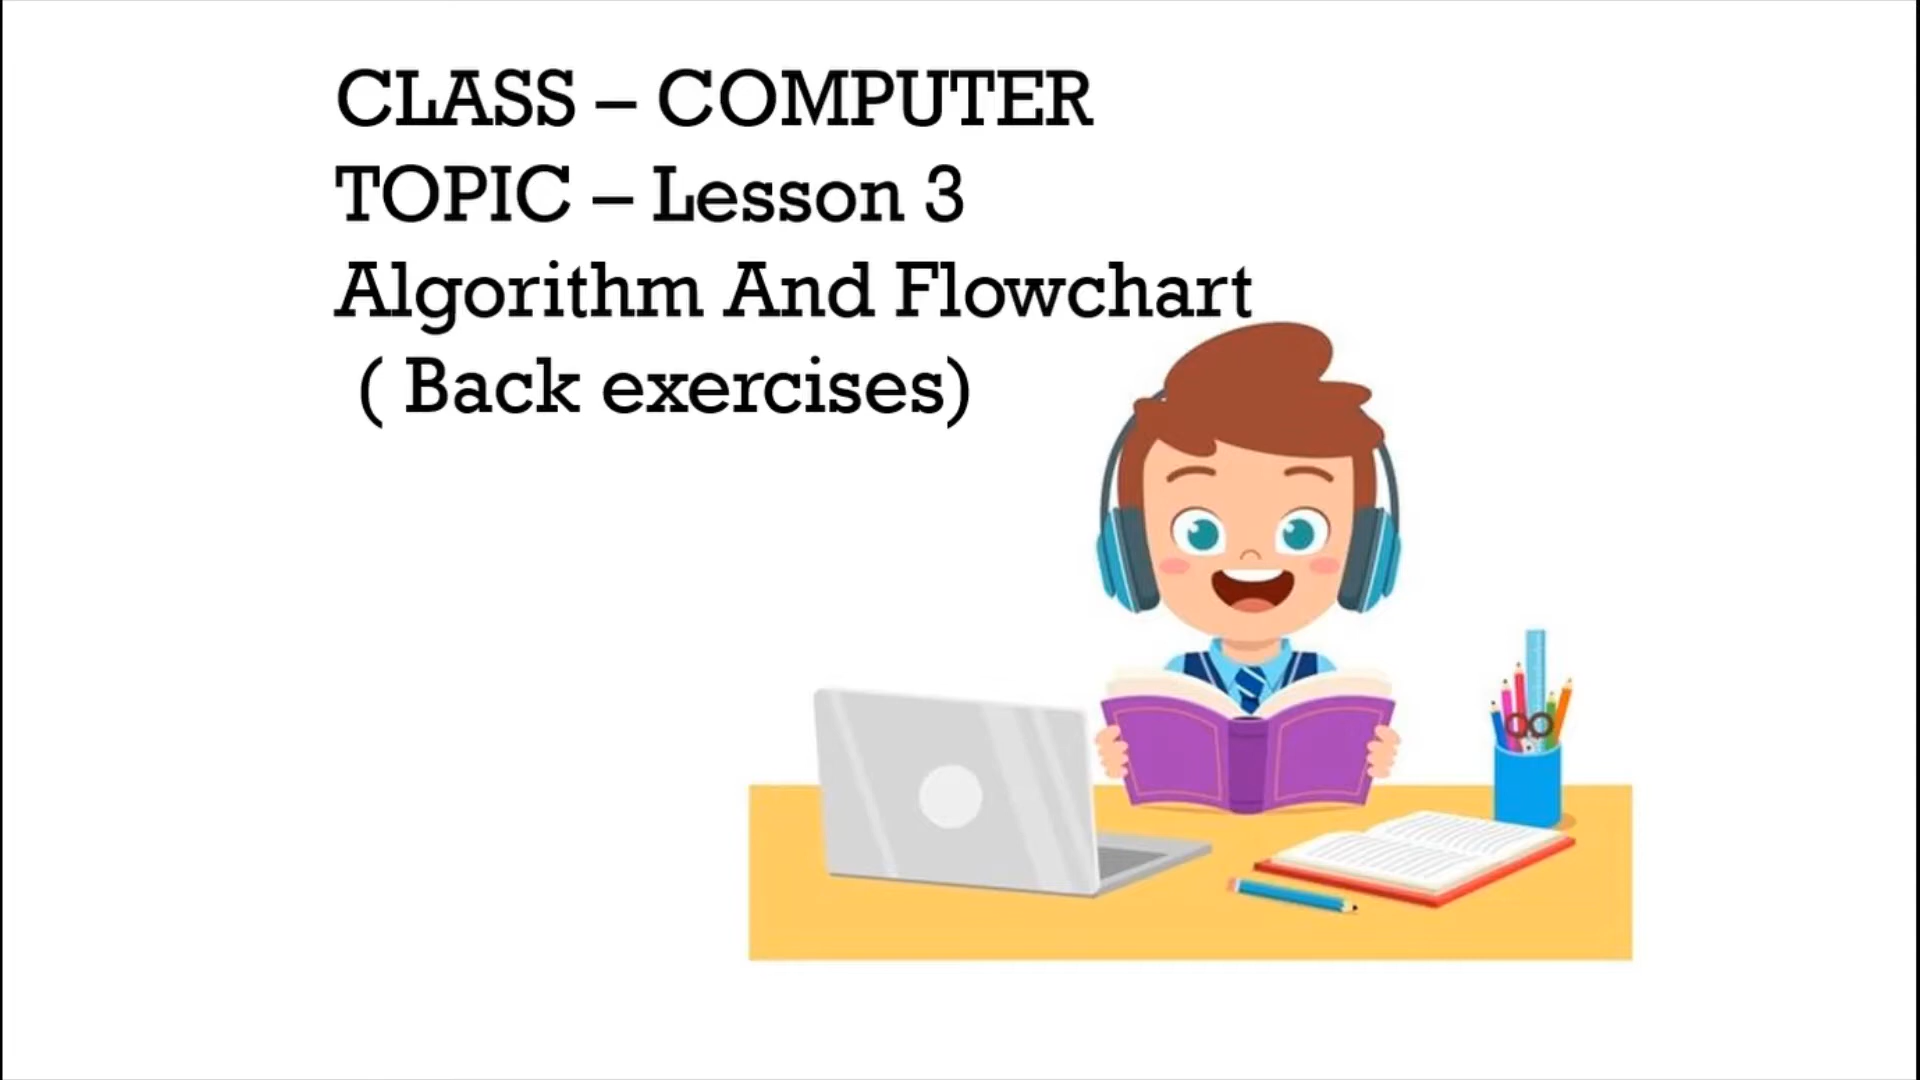 CLASS – COMPUTER
TOPIC – Lesson 3
Algorithm And Flowchart
( Back exercises)